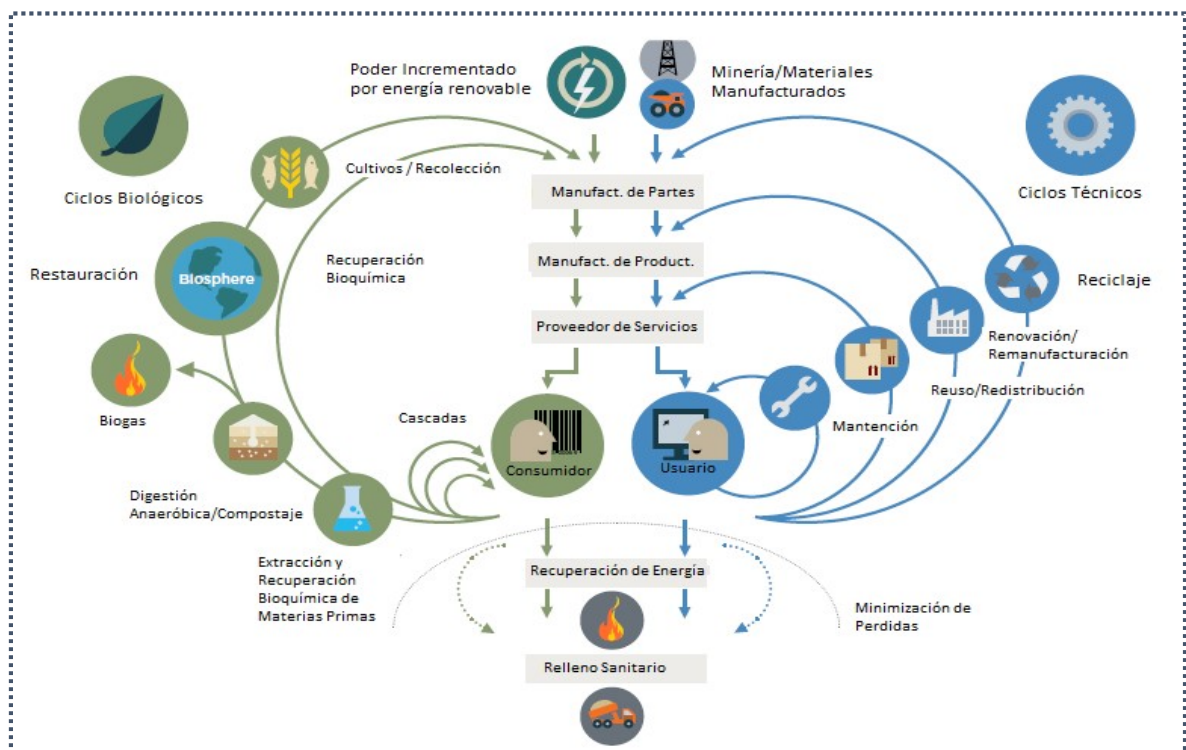 Poder Incrementado
por energía renovable
Minería/Materiales
Manufacturados
Ciclos Biológicos
Cultivos / Recolección
Manufact. de Partes
Ciclos Técnicos
Restauración
Biosphere
Recuperación
Bioquímica
Manufact. de Product.
Reciclaje
Proveedor de Servicios
Renovación/
Remanufacturación
Reuso/Redistribución
Biogas
Cascadas
Mantención
Consumidor
Usuario
Digestión
Anaeróbica/Compostaje
Extracción y
Recuperación
Bioquímica de
Materias Primas
Recuperación de Energía
Minimización de
Perdidas
Relleno Sanitario